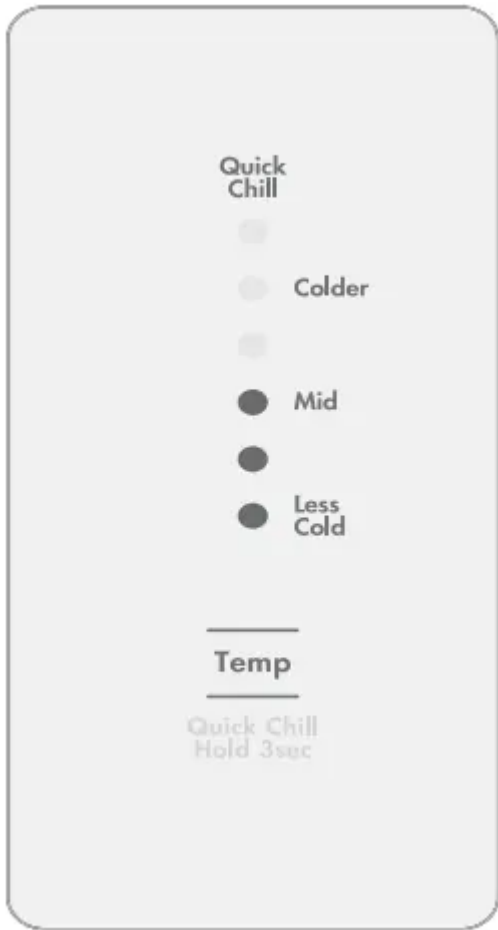 Quick
Chill
Colder
Mid
Less
Cold
Temp
Quick Chill
Hold 3sec